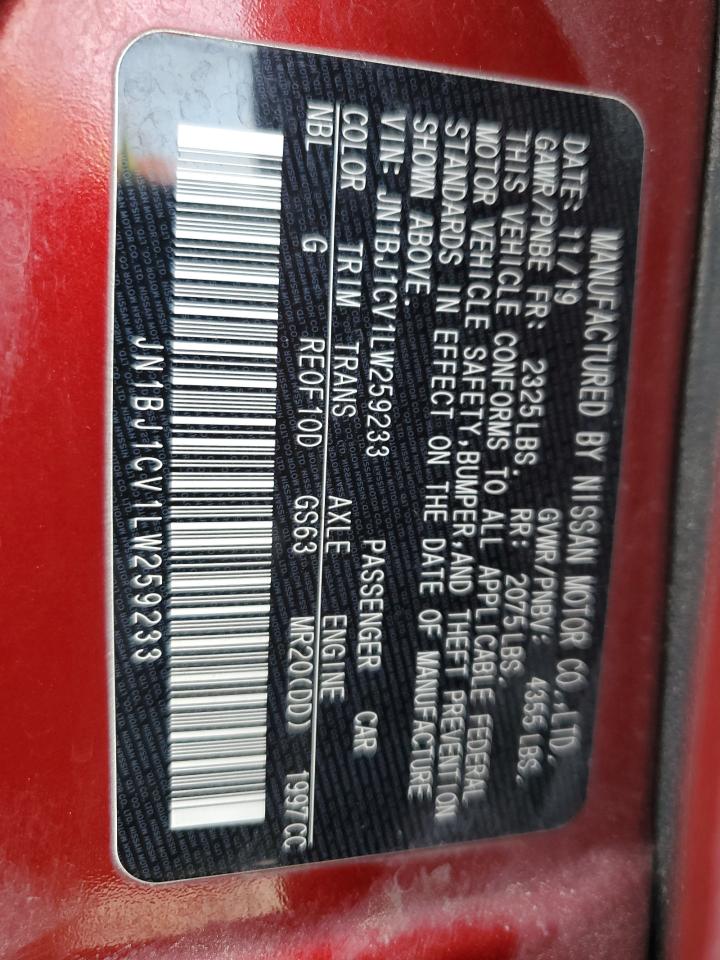 MANUFACTURED BY NISSAN MOTOR CO.,LTD.
DATE: 11/19 GVWR/PNBV: 4365 LBS.
GAWR/PNBE FR: 2325LBS. RR: 2075LBS.
THIS VEHICLE CONFORMS TO ALL APPLICABLE FEDERAL
MOTOR VEHICLE SAFETY,BUMPER AND THEFT PREVENTION
STANDARDS IN EFFECT ON THE DATE OF MANUFACTURE
SHOWN ABOVE.
VIN: JN1BJ1CV1LW259233 PASSENGER CAR
COLOR TRIM TRANS AXLE ENGINE
NBL G RE0F10D GS63 MR20(DD) 1997CC
JN1BJ1CV1LW259233